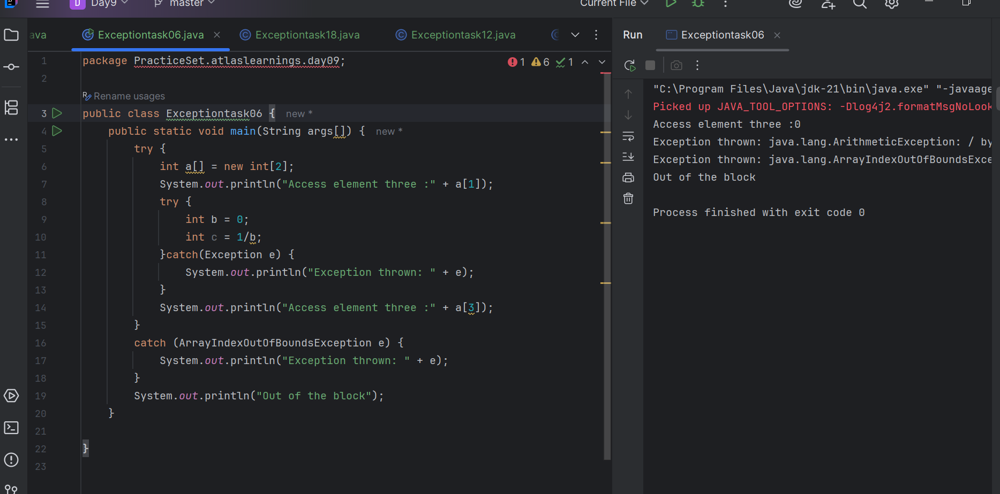 D Day9 master
Current File
ava
Exceptiontask06.java
Exceptiontask18.java
Exceptiontask12.java
1 package PracticeSet.atlaslearnings.day09;
1 6 1
2
Rename usages
3 public class Exceptiontask06 { new *
4 public static void main(String args[]) { new *
5 try {
6 int a[] = new int[2];
7 System.out.println("Access element three :" + a[1]);
8 try {
9 int b = 0;
10 int c = 1/b;
11 }catch(Exception e) {
12 System.out.println("Exception thrown: " + e);
13 }
14 System.out.println("Access element three :" + a[3]);
15 }
16 catch (ArrayIndexOutOfBoundsException e) {
17 System.out.println("Exception thrown: " + e);
18 }
19 System.out.println("Out of the block");
20 }
21
22 }
23
Run Exceptiontask06
"C:\Program Files\Java\jdk-21\bin\java.exe" "-javaage
Picked up JAVA_TOOL_OPTIONS: -Dlog4j2.formatMsgNoLook
Access element three :0
Exception thrown: java.lang.ArithmeticException: / by
Exception thrown: java.lang.ArrayIndexOutOfBoundsExce
Out of the block
Process finished with exit code 0